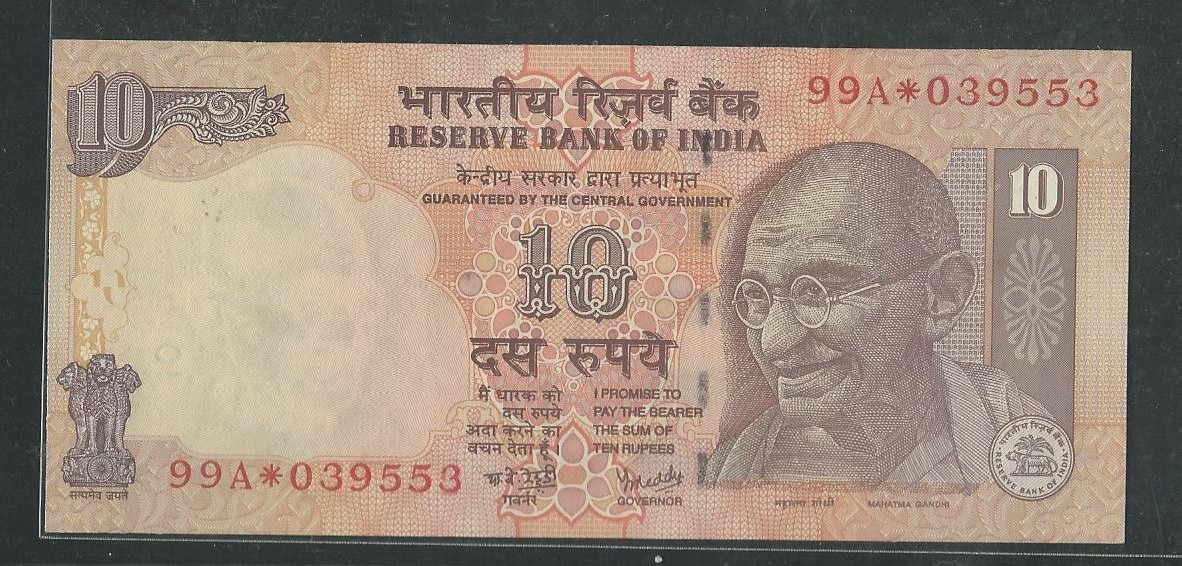 10
भारतीय रिज़र्व बैंक
99A*039553
RESERVE BANK OF INDIA
केन्द्रीय सरकार द्वारा प्रत्याभूत
GUARANTEED BY THE CENTRAL GOVERNMENT
10
10
दस रुपये
मैं धारक को
दस रुपये
अदा करने का
वचन देता हूँ
I PROMISE TO
PAY THE BEARER
THE SUM OF
TEN RUPEES
99A*039553
गवर्नर
GOVERNOR
सत्यमेव जयते
महात्मा गांधी
MAHATMA GANDHI
भारतीय रिज़र्व बैंक
RESERVE BANK OF INDIA